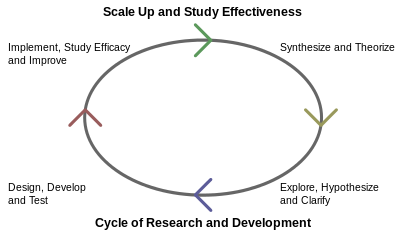 Scale Up and Study Effectiveness
Implement, Study Efficacy
and Improve
Synthesize and Theorize
Design, Develop
and Test
Explore, Hypothesize
and Clarify
Cycle of Research and Development